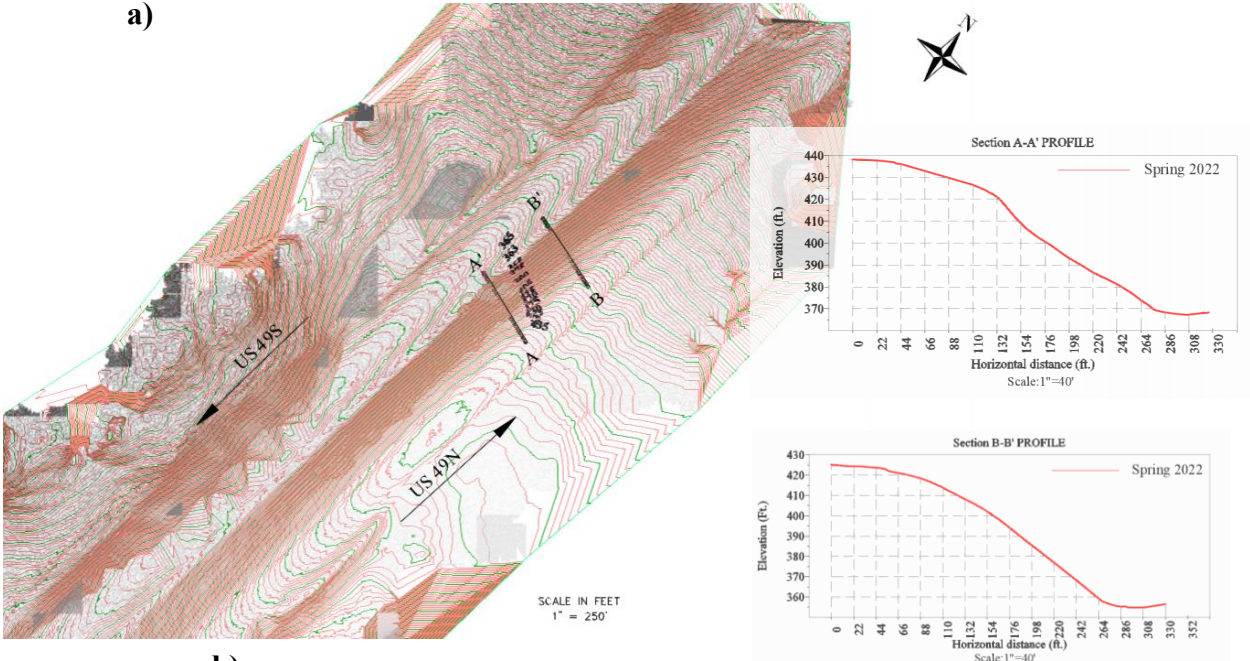 a)
N
Section A-A' PROFILE
Spring 2022
Elevation (ft.)
440
430
420
410
400
390
380
370
0 22 44 66 88 110 132 154 176 198 220 242 264 286 308 330
Horizontal distance (ft.)
Scale:1"=40'
B'
365
363
A'
B
A
US 49S
US 49N
Section B-B' PROFILE
Spring 2022
Elevation (Ft.)
430
420
410
400
390
380
370
360
0 22 44 66 88 110 132 154 176 198 220 242 264 286 308 330 352
Horizontal distance (ft.)
Scale:1"=40'
SCALE IN FEET
1" = 250'
b)